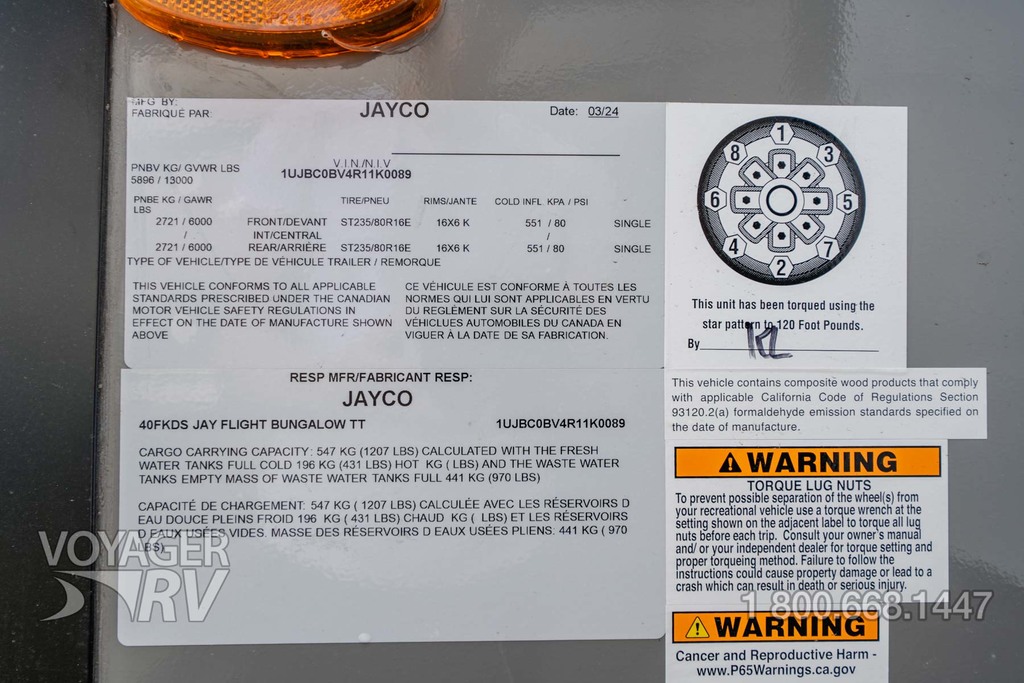 MFG BY:
FABRIQUÉ PAR:
JAYCO
Date: 03/24
PNBV KG/ GVWR LBS
5896 / 13000
V.I.N./N.I.V
1UJBC0BV4R11K0089
PNBE KG / GAWR
LBS
TIRE/PNEU RIMS/JANTE COLD INFL. KPA / PSI
2721 / 6000 FRONT/DEVANT ST235/80R16E 16X6 K 551 / 80 SINGLE
/ INT/CENTRAL /
2721 / 6000 REAR/ARRIÈRE ST235/80R16E 16X6 K 551 / 80 SINGLE
TYPE OF VEHICLE/TYPE DE VÉHICULE TRAILER / REMORQUE
THIS VEHICLE CONFORMS TO ALL APPLICABLE
STANDARDS PRESCRIBED UNDER THE CANADIAN
MOTOR VEHICLE SAFETY REGULATIONS IN
EFFECT ON THE DATE OF MANUFACTURE SHOWN
ABOVE
CE VÉHICULE EST CONFORME À TOUTES LES
NORMES QUI LUI SONT APPLICABLES EN VERTU
DU REGLÉMENT SUR LA SÉCURITÉ DES
VÉHCLUES AUTOMOBILES DU CANADA EN
VIGUER À LA DATE DE SA FABRICATION.
1
8 3
6 5
4 7
2
This unit has been torqued using the
star pattern to 120 Foot Pounds.
By KL
RESP MFR/FABRICANT RESP:
JAYCO
40FKDS JAY FLIGHT BUNGALOW TT 1UJBC0BV4R11K0089
CARGO CARRYING CAPACITY: 547 KG (1207 LBS) CALCULATED WITH THE FRESH
WATER TANKS FULL COLD 196 KG (431 LBS) HOT KG ( LBS) AND THE WASTE WATER
TANKS EMPTY MASS OF WASTE WATER TANKS FULL 441 KG (970 LBS)
CAPACITÉ DE CHARGEMENT: 547 KG ( 1207 LBS) CALCULÉE AVEC LES RÉSERVOIRS D
EAU DOUCE PLEINS FROID 196 KG ( 431 LBS) CHAUD KG ( LBS) ET LES RÉSERVOIRS
D EAUX USÉES VIDES. MASSE DES RÉSERVOIRS D EAUX USÉES PLIENS. 441 KG ( 970
LBS)
This vehicle contains composite wood products that comply
with applicable California Code of Regulations Section
93120.2(a) formaldehyde emission standards specified on
the date of manufacture.
WARNING
TORQUE LUG NUTS
To prevent possible separation of the wheel(s) from
your recreational vehicle use a torque wrench at the
setting shown on the adjacent label to torque all lug
nuts before each trip. Consult your owner's manual
and/ or your independent dealer for torque setting and
proper torqueing method. Failure to follow the
instructions could cause property damage or lead to a
crash which can result in death or serious injury.
WARNING
Cancer and Reproductive Harm -
www.P65Warnings.ca.gov
VOYAGER
RV
1.800.668.1447